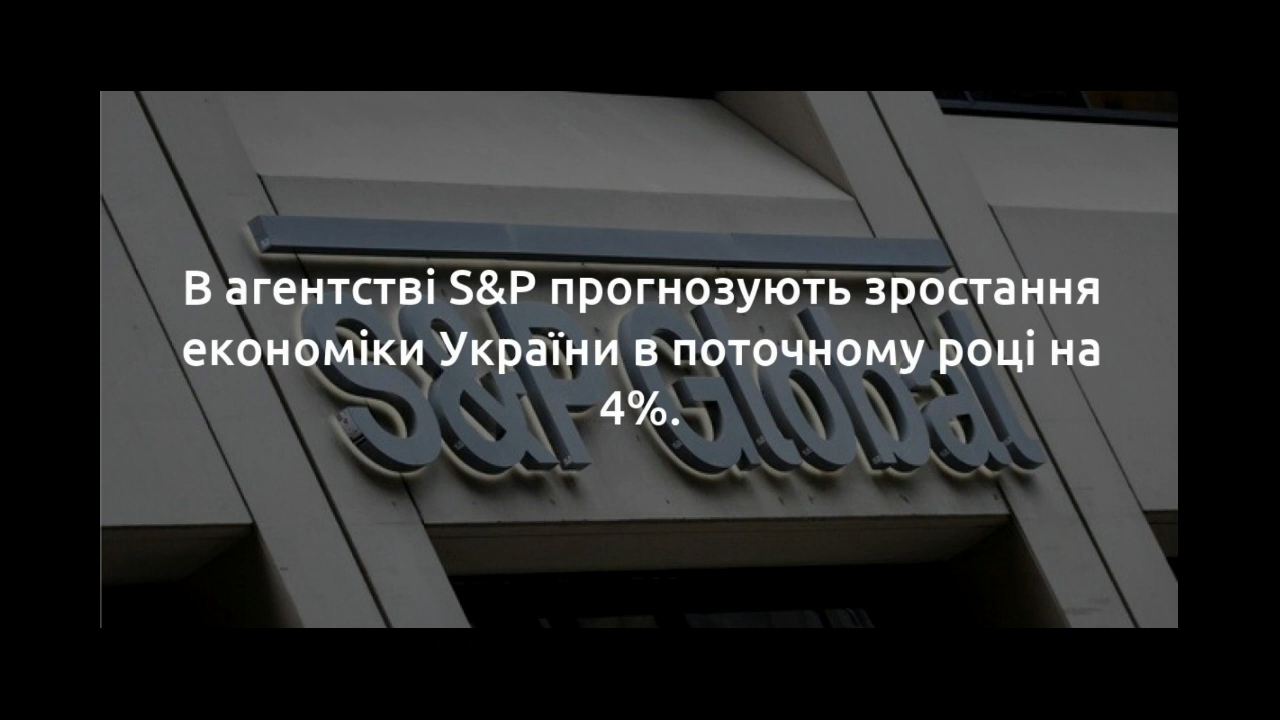 В агентстві S&P прогнозують зростання
економіки України в поточному році на
4%.
S&P Global